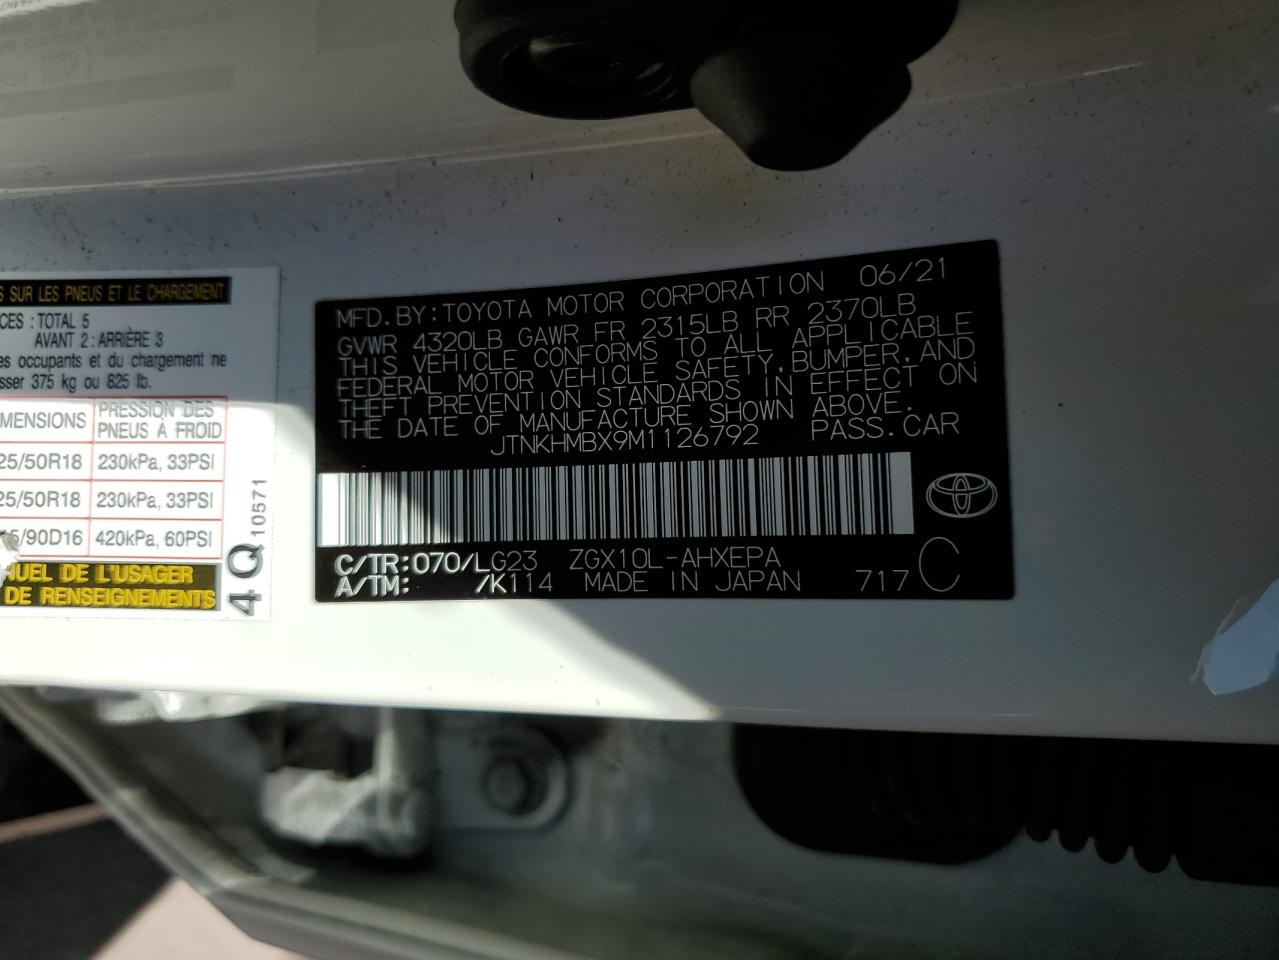 S SUR LES PNEUS ET LE CHARGEMENT
CES : TOTAL 5
AVANT 2 : ARRIÈRE 3
es occupants et du chargement ne
sser 375 kg ou 825 lb.
MENSIONS PRESSION DES PNEUS À FROID
25/50R18 230kPa, 33PSI
25/50R18 230kPa, 33PSI
5/90D16 420kPa, 60PSI
NUEL DE L'USAGER
DE RENSEIGNEMENTS
4Q 10571
MFD. BY: TOYOTA MOTOR CORPORATION 06/21
GVWR 4320LB GAWR FR 2315LB RR 2370LB
THIS VEHICLE CONFORMS TO ALL APPLICABLE
FEDERAL MOTOR VEHICLE SAFETY, BUMPER, AND
THEFT PREVENTION STANDARDS IN EFFECT ON
THE DATE OF MANUFACTURE SHOWN ABOVE.
JTNKHMBX9M1126792 PASS.CAR
C/TR:070/LG23 ZGX10L-AHXEPA
A/TM: /K114 MADE IN JAPAN 717 C